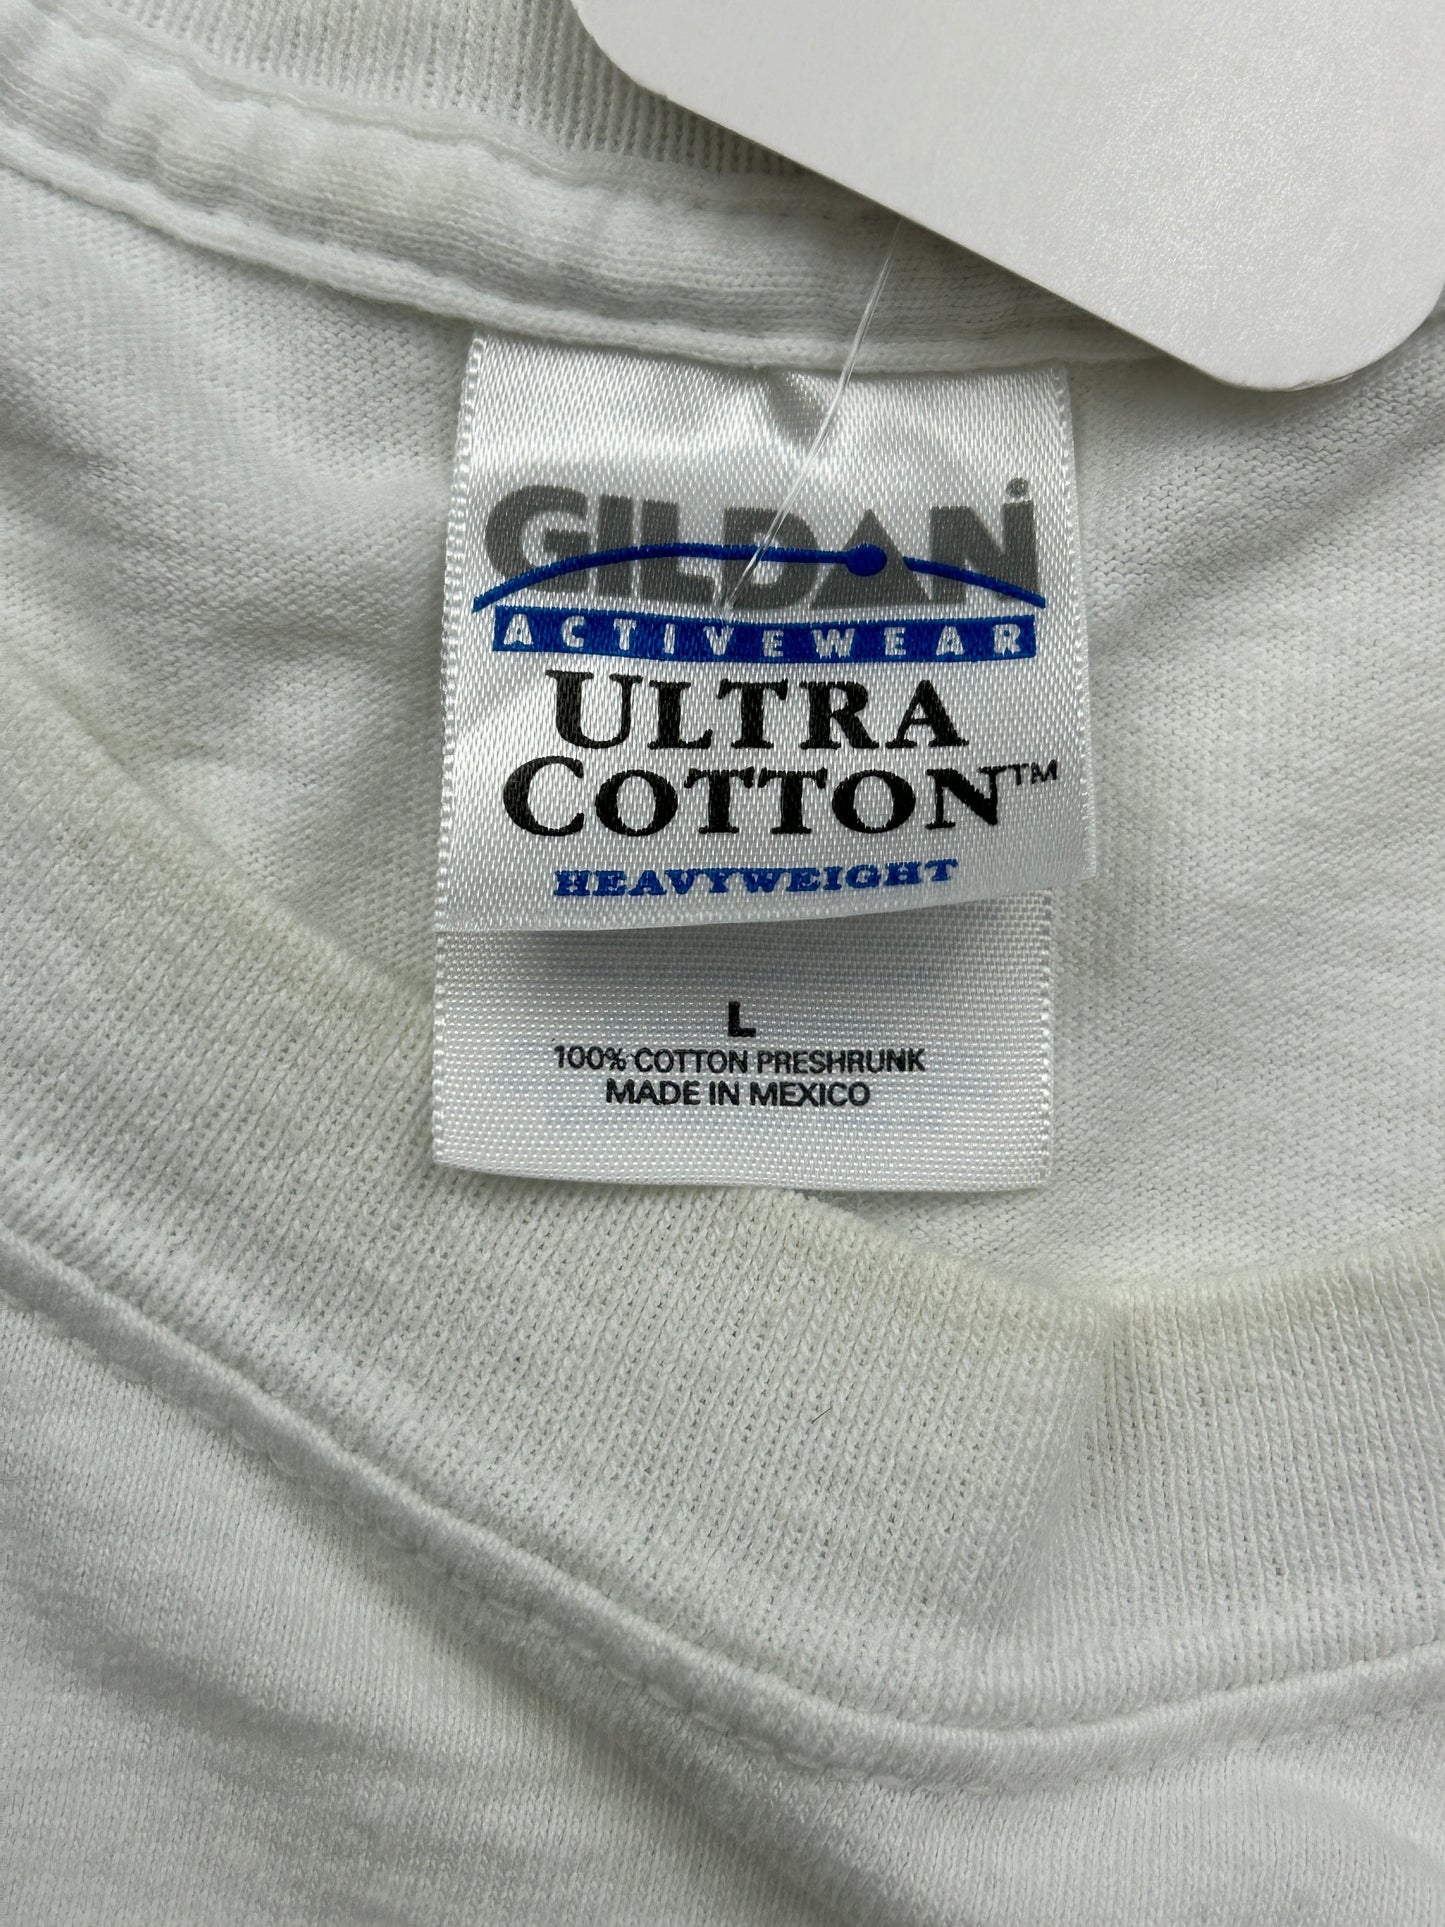 GILDAN®
ACTIVEWEAR
ULTRA
COTTON™
HEAVYWEIGHT
L
100% COTTON PRESHRUNK
MADE IN MEXICO